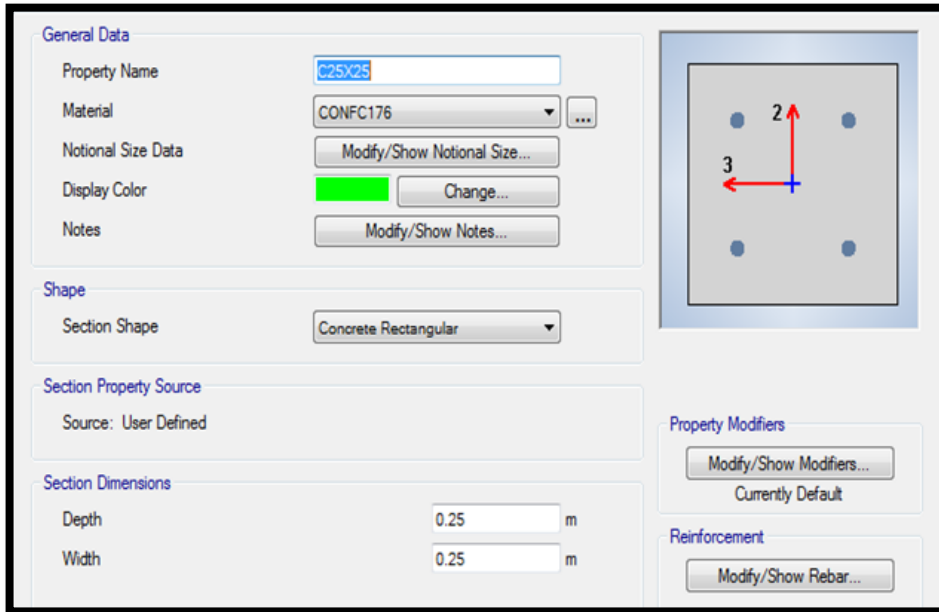 General Data
Property Name C25X25
Material CONFC176 ...
Notional Size Data Modify/Show Notional Size...
Display Color Change...
Notes Modify/Show Notes...
2
3
Shape
Section Shape Concrete Rectangular
Section Property Source
Source: User Defined
Property Modifiers
Modify/Show Modifiers...
Currently Default
Section Dimensions
Depth 0.25 m
Width 0.25 m
Reinforcement
Modify/Show Rebar...